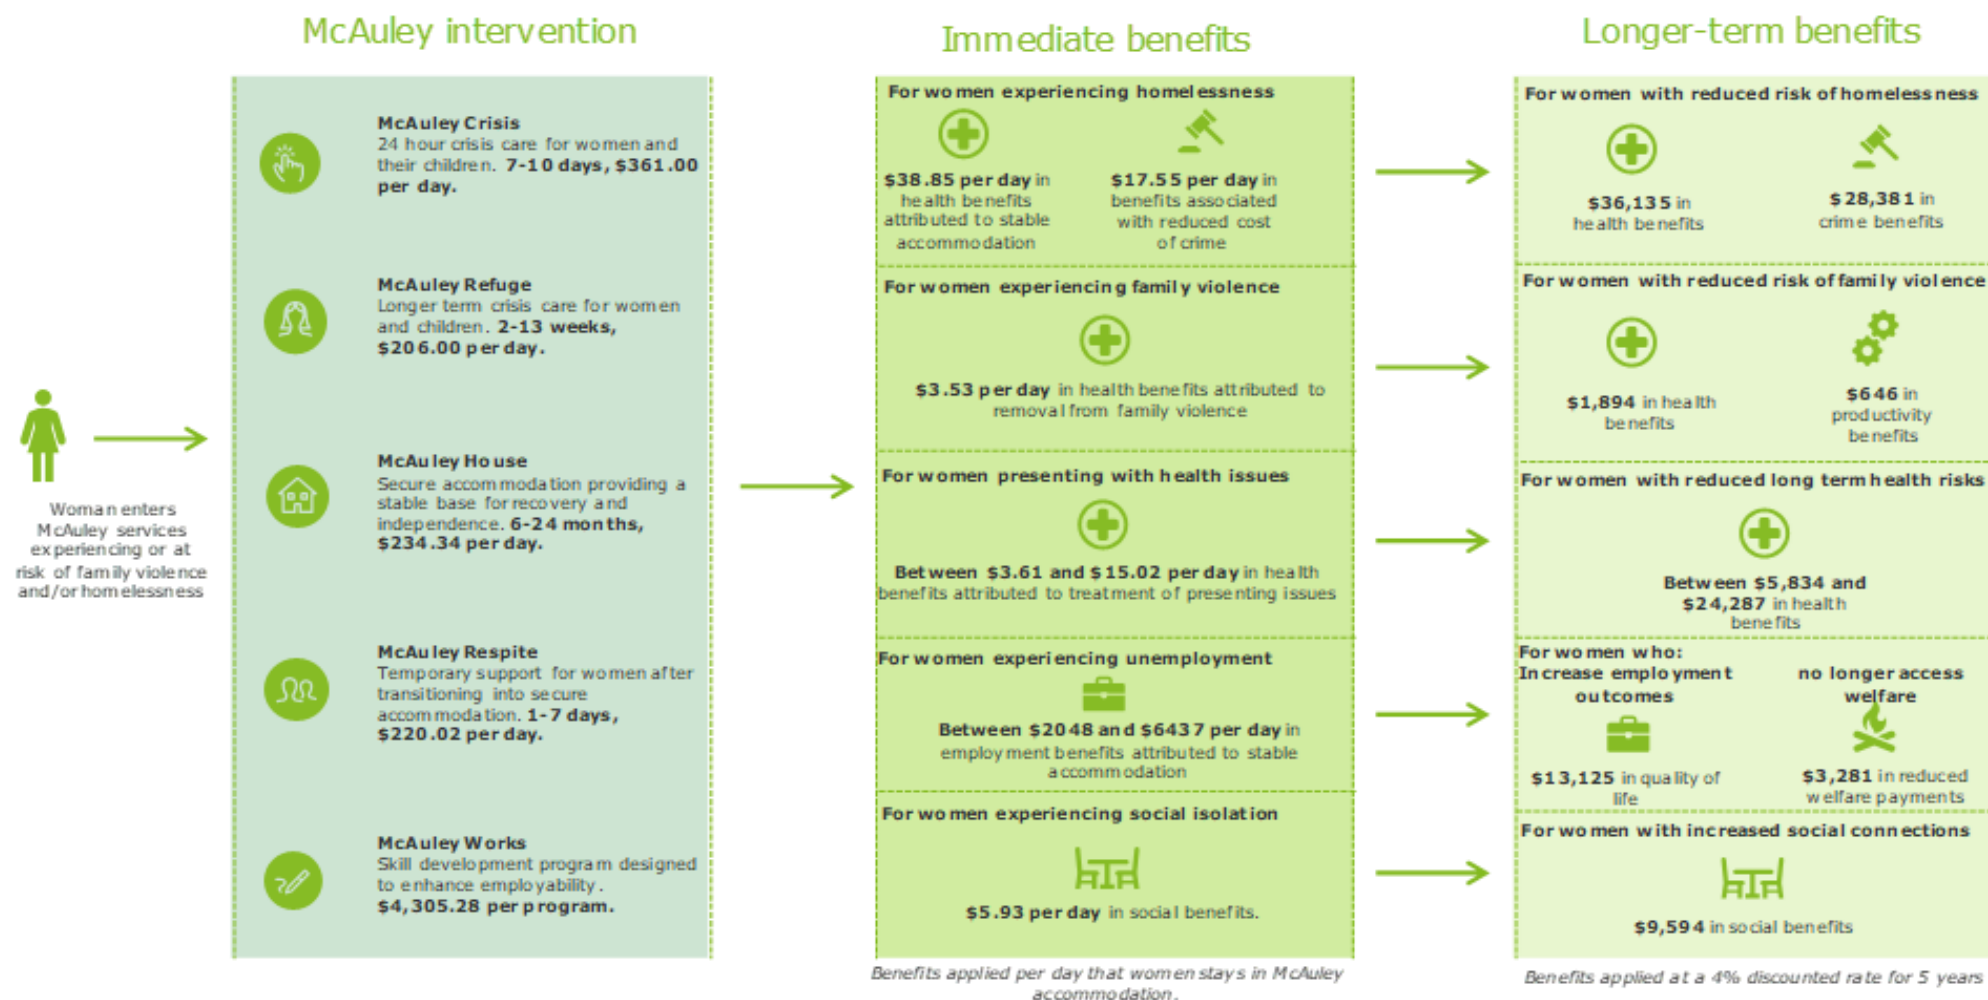 McAuley intervention
Immediate benefits
Longer-term benefits
Woman enters
McAuley services
experiencing or at
risk of family violence
and/or homelessness
McAuley Crisis
24 hour crisis care for women and
their children. 7-10 days, $361.00
per day.
McAuley Refuge
Longer term crisis care for women
and children. 2-13 weeks,
$206.00 per day.
McAuley House
Secure accommodation providing a
stable base for recovery and
independence. 6-24 months,
$234.34 per day.
McAuley Respite
Temporary support for women after
transitioning into secure
accommodation. 1-7 days,
$220.02 per day.
McAuley Works
Skill development program designed
to enhance employability.
$4,305.28 per program.
For women experiencing homelessness
$38.85 per day in
health benefits
attributed to stable
accommodation
$17.55 per day in
benefits associated
with reduced cost
of crime
For women experiencing family violence
$3.53 per day in health benefits attributed to
removal from family violence
For women presenting with health issues
Between $3.61 and $15.02 per day in health
benefits attributed to treatment of presenting issues
For women experiencing unemployment
Between $2048 and $6437 per day in
employment benefits attributed to stable
accommodation
For women experiencing social isolation
$5.93 per day in social benefits.
Benefits applied per day that women stays in McAuley
accommodation.
For women with reduced risk of homelessness
$36,135 in
health benefits
$28,381 in
crime benefits
For women with reduced risk of family violence
$1,894 in health
benefits
$646 in
productivity
benefits
For women with reduced long term health risks
Between $5,834 and
$24,287 in health
benefits
For women who:
Increase employment
outcomes
no longer access
welfare
$13,125 in quality of
life
$3,281 in reduced
welfare payments
For women with increased social connections
$9,594 in social benefits
Benefits applied at a 4% discounted rate for 5 years